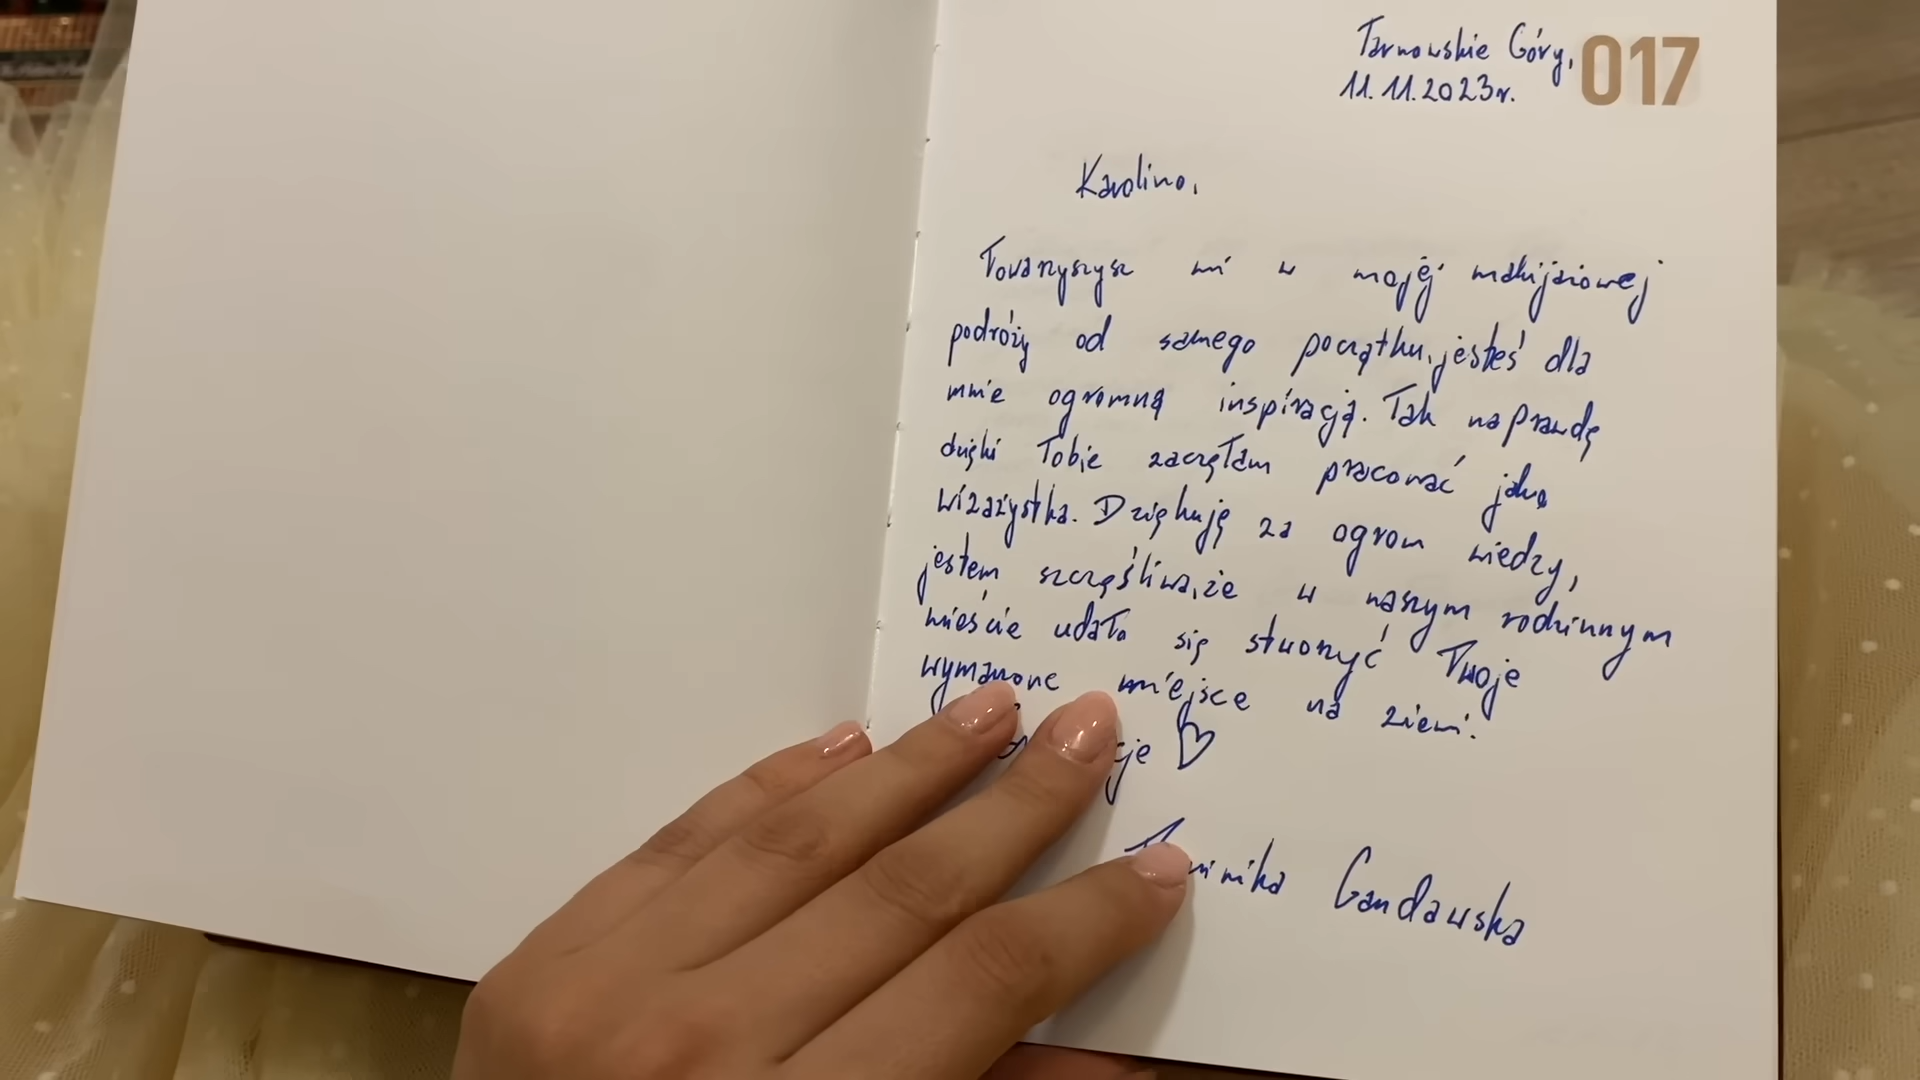 Tarnowskie Góry,
017
11.11.2023r.
Karolino,
Towarzyszysz mi w mojej makijażowej
podróży od samego początku, jesteś dla
mnie ogromną inspiracją. Tak naprawdę
dzięki Tobie zaczęłam pracować jako
wizażystka. Dziękuję za ogrom wiedzy,
jestem szczęśliwa, że w naszym rodzinnym
mieście udało się stworzyć Twoje
wymarzone miejsce na ziemi.
♡
Gandawska